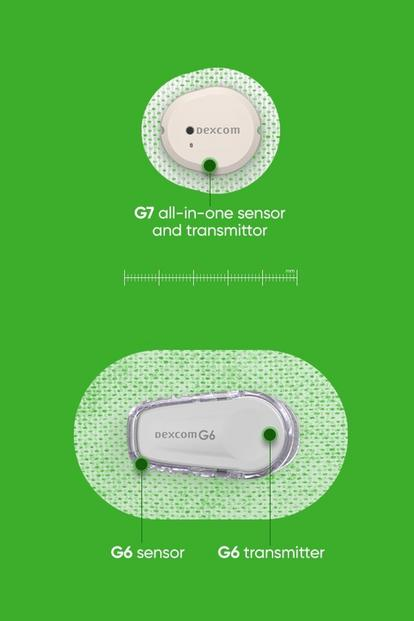 DEXCOM
G7 all-in-one sensor
and transmittor
mm
DEXCOM G6
G6 sensor
G6 transmitter